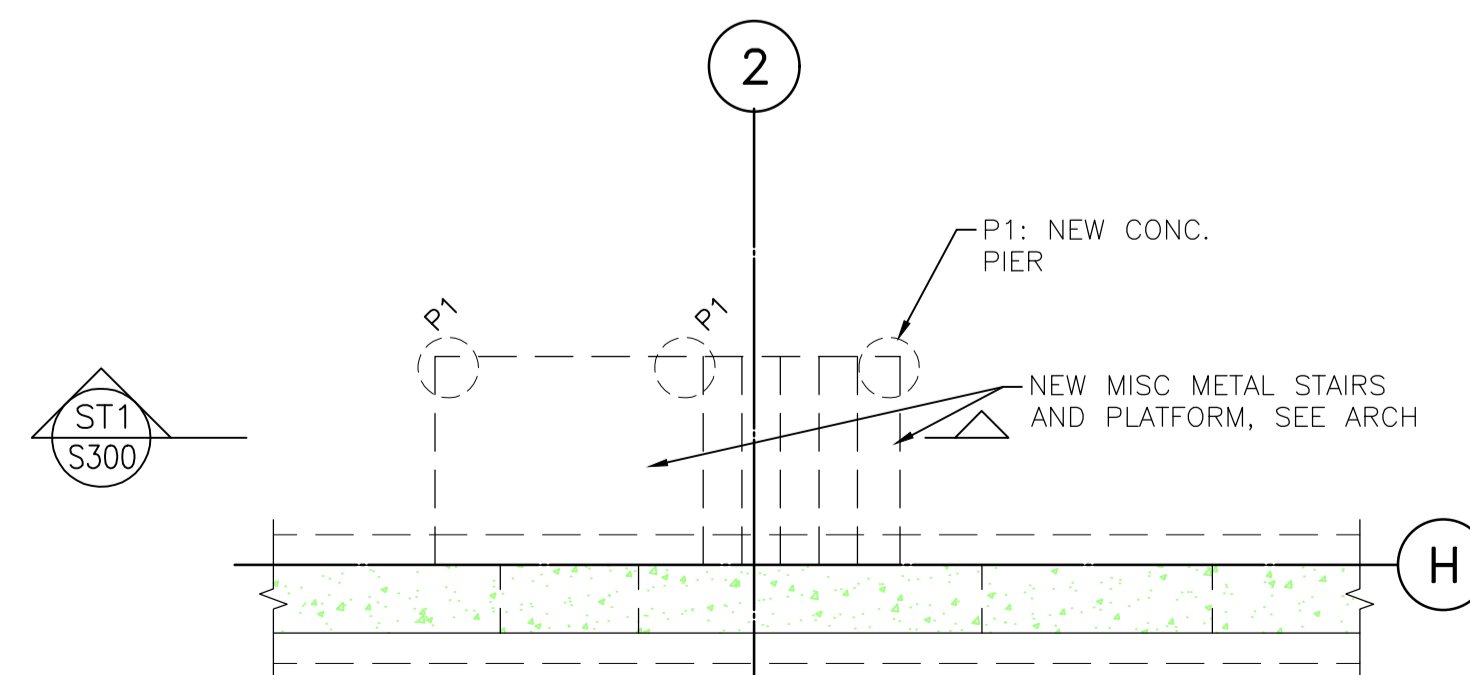 2
P1: NEW CONC.
PIER
P1
P1
ST1
S300
NEW MISC METAL STAIRS
AND PLATFORM, SEE ARCH
H